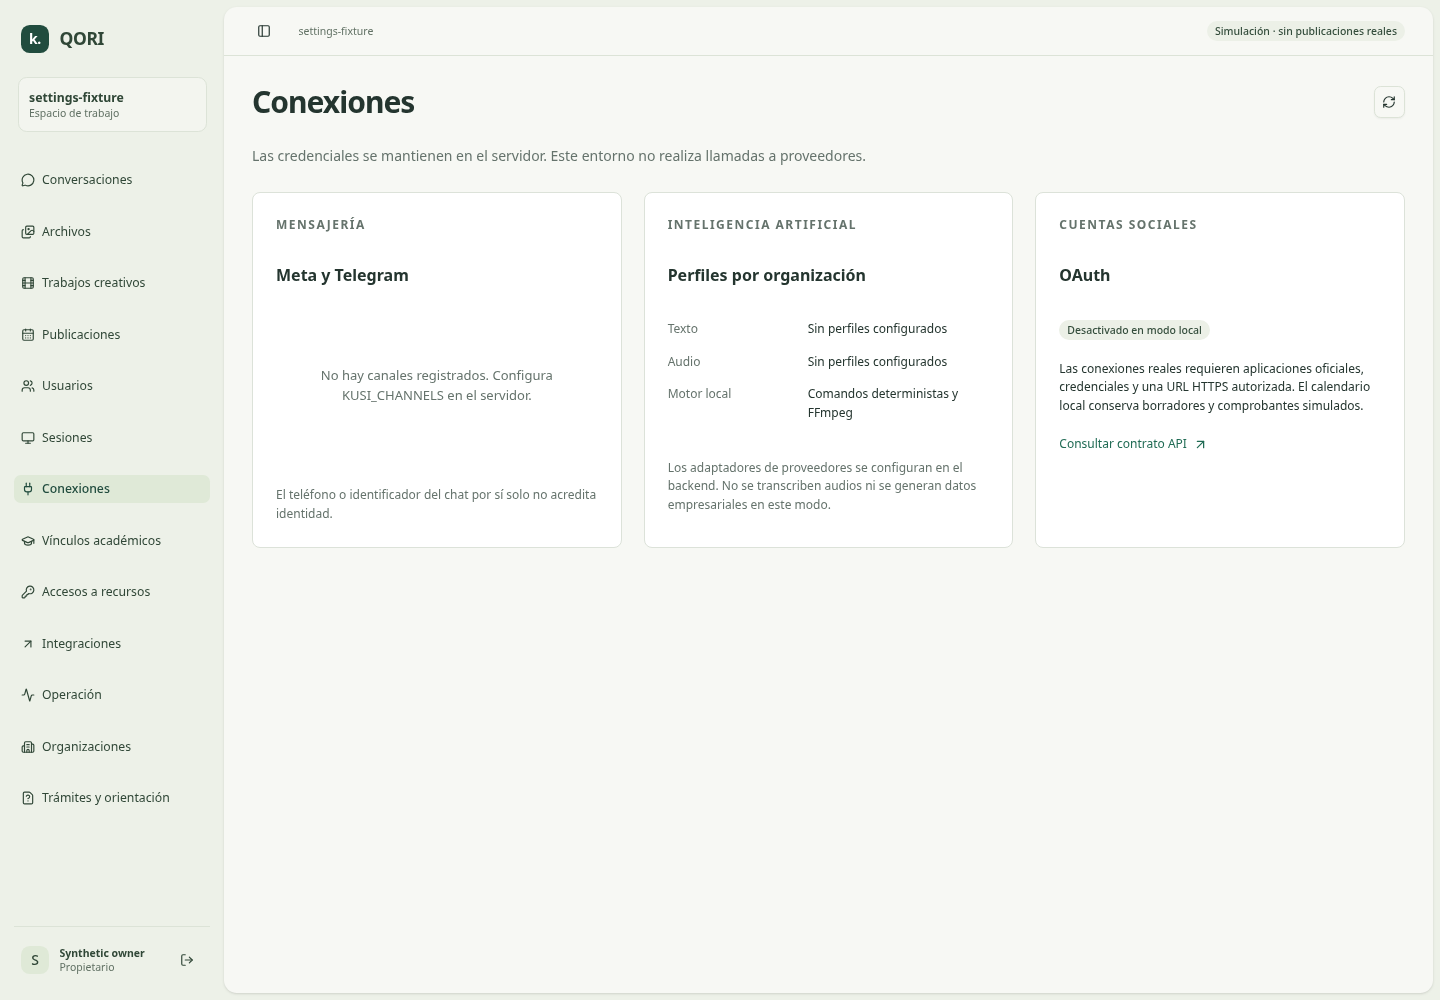 k.
QORI
settings-fixture
Espacio de trabajo
Conversaciones
Archivos
Trabajos creativos
Publicaciones
Usuarios
Sesiones
Conexiones
Vínculos académicos
Accesos a recursos
Integraciones
Operación
Organizaciones
Trámites y orientación
S
Synthetic owner
Propietario
settings-fixture
Simulación · sin publicaciones reales
Conexiones
Las credenciales se mantienen en el servidor. Este entorno no realiza llamadas a proveedores.
MENSAJERÍA
Meta y Telegram
No hay canales registrados. Configura
KUSI_CHANNELS en el servidor.
El teléfono o identificador del chat por sí solo no acredita
identidad.
INTELIGENCIA ARTIFICIAL
Perfiles por organización
Texto Sin perfiles configurados
Audio Sin perfiles configurados
Motor local Comandos deterministas y
FFmpeg
Los adaptadores de proveedores se configuran en el
backend. No se transcriben audios ni se generan datos
empresariales en este modo.
CUENTAS SOCIALES
OAuth
Desactivado en modo local
Las conexiones reales requieren aplicaciones oficiales,
credenciales y una URL HTTPS autorizada. El calendario
local conserva borradores y comprobantes simulados.
Consultar contrato API